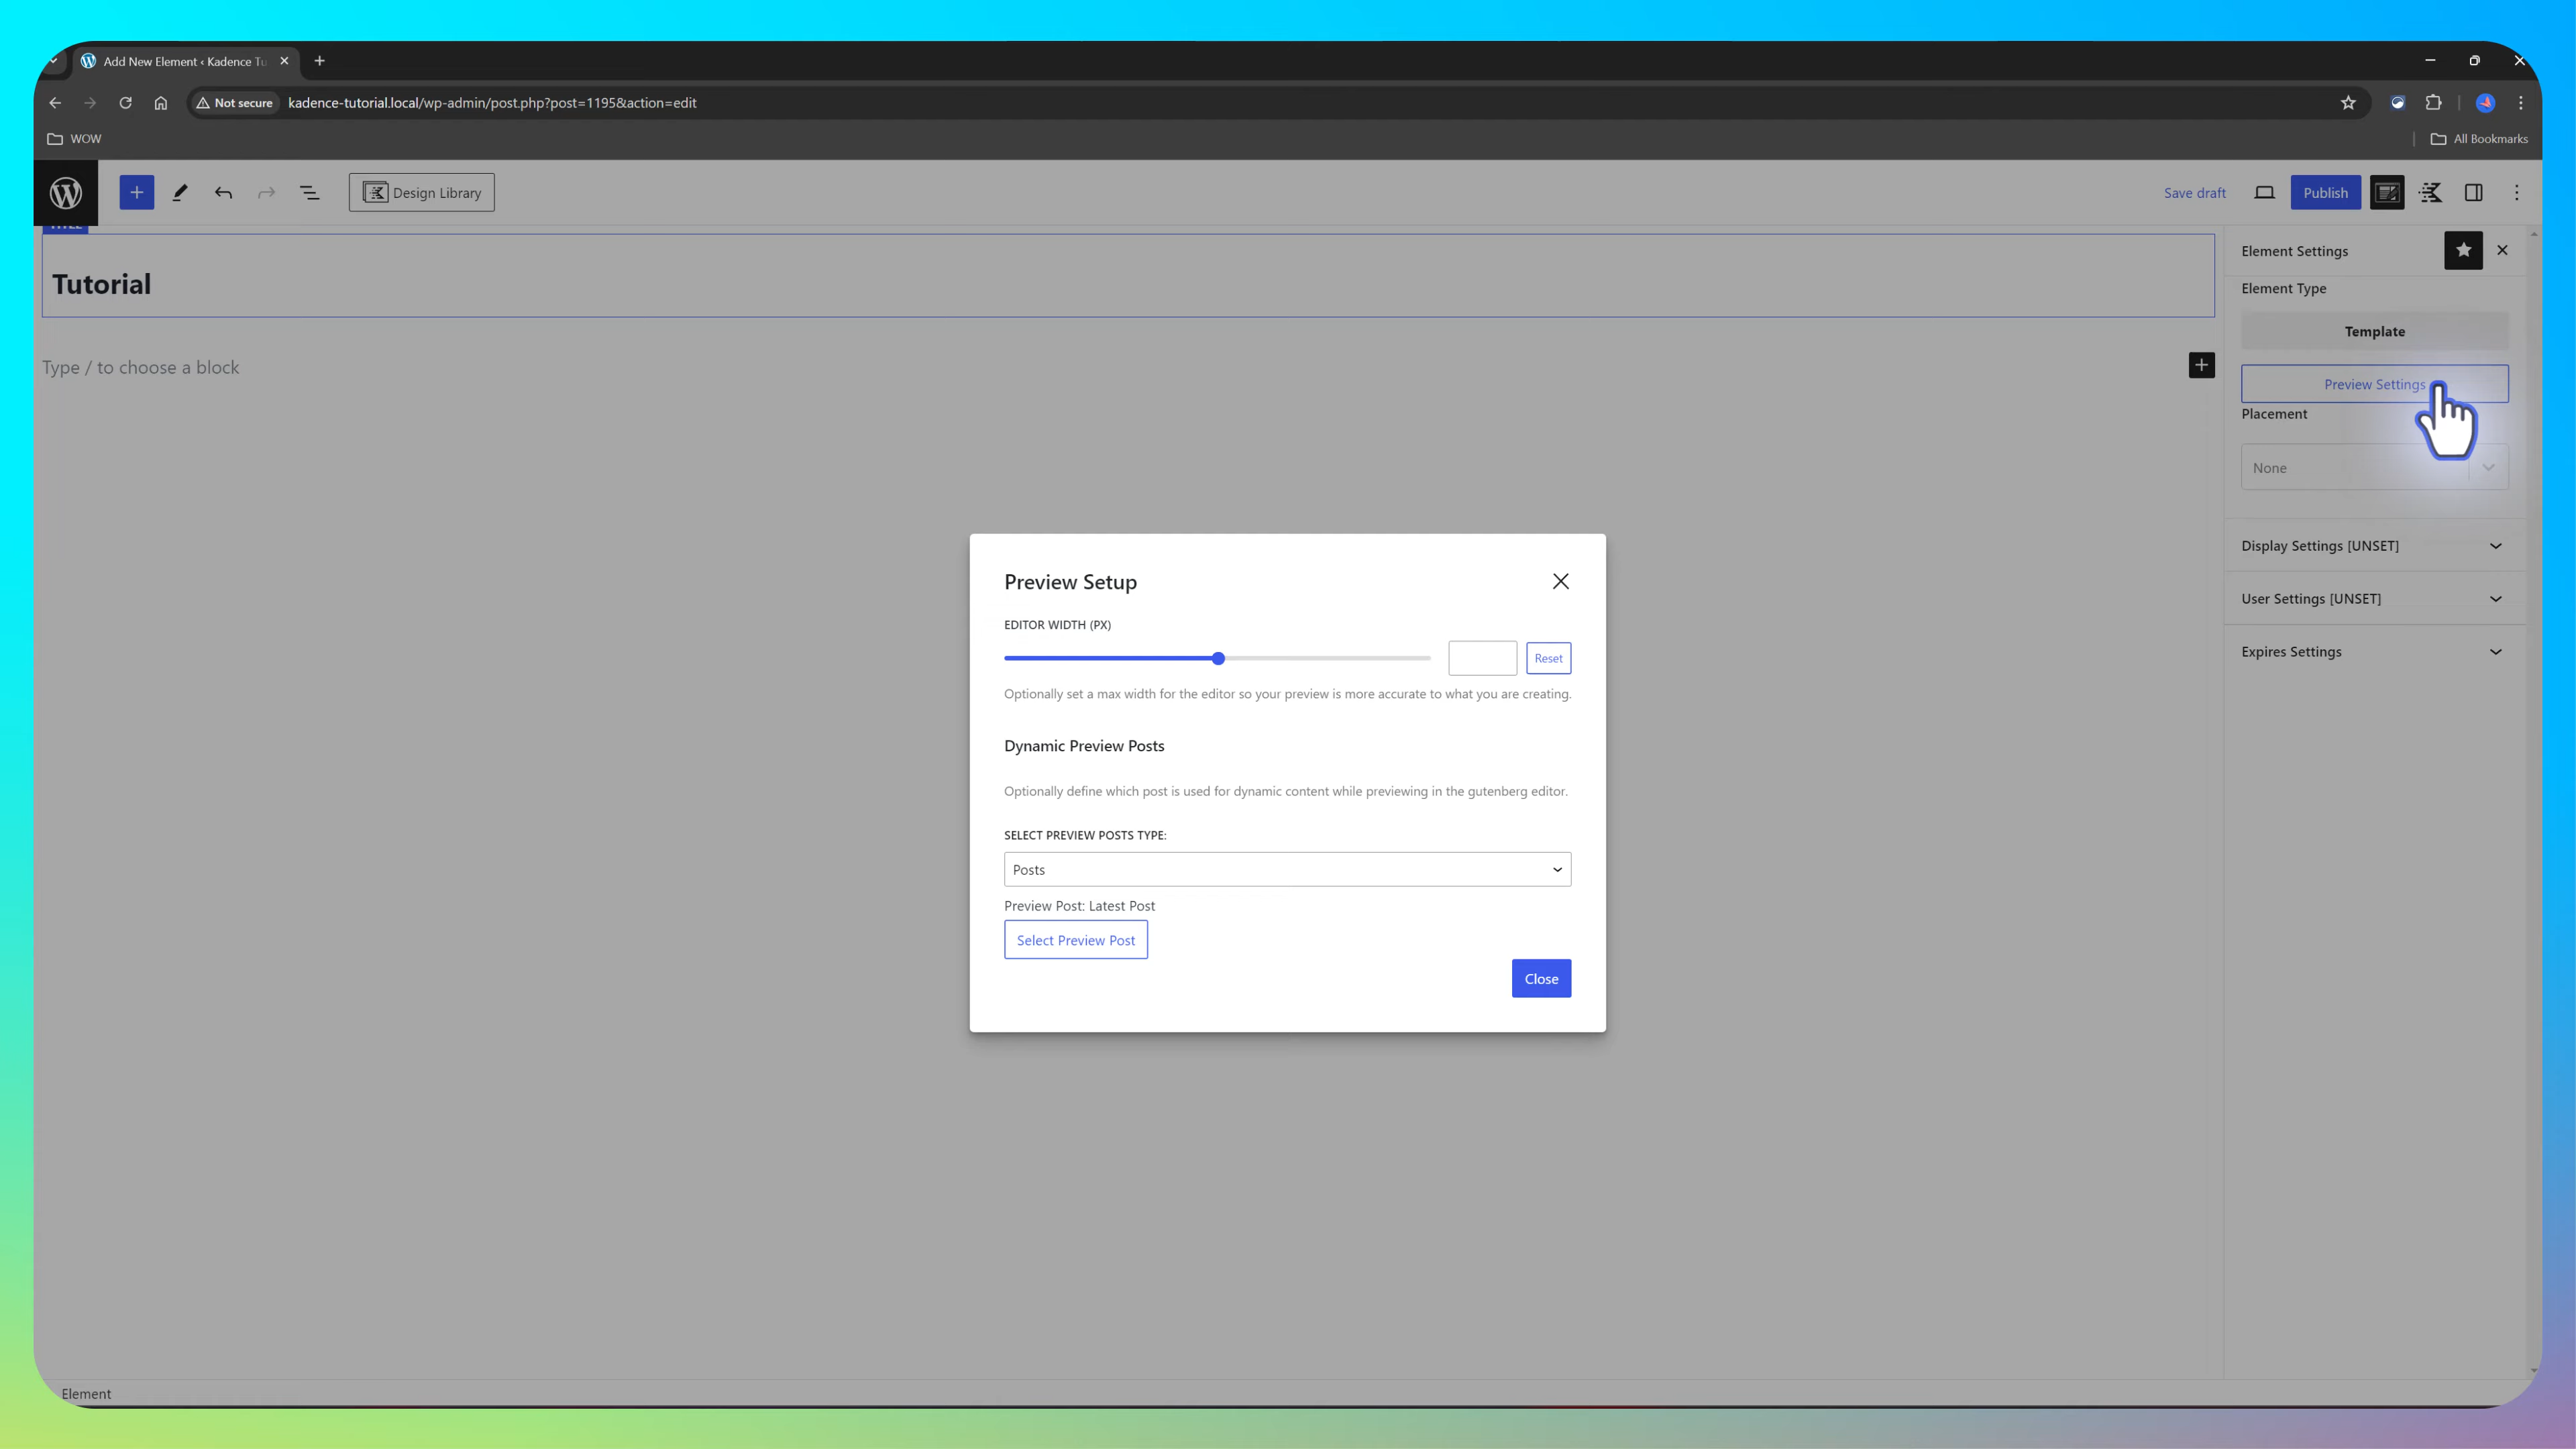 Add New Element ‹ Kadence Tu
Not secure
kadence-tutorial.local/wp-admin/post.php?post=1195&action=edit
WOW
All Bookmarks
Design Library
Save draft
Publish
Tutorial
Type / to choose a block
Element Settings
Element Type
Template
Preview Settings
Placement
None
Display Settings [UNSET]
User Settings [UNSET]
Expires Settings
Preview Setup
EDITOR WIDTH (PX)
Reset
Optionally set a max width for the editor so your preview is more accurate to what you are creating.
Dynamic Preview Posts
Optionally define which post is used for dynamic content while previewing in the gutenberg editor.
SELECT PREVIEW POSTS TYPE:
Posts
Preview Post: Latest Post
Select Preview Post
Close
Element